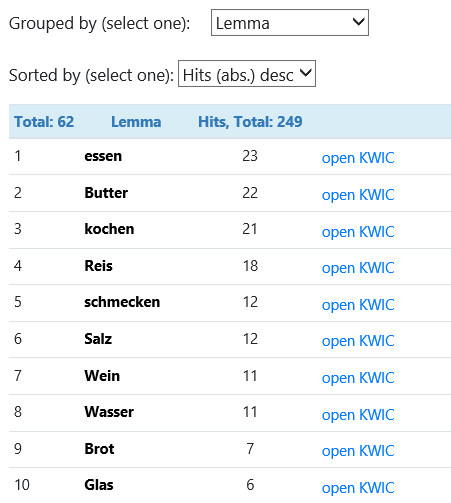 Grouped by (select one): Lemma
Sorted by (select one): Hits (abs.) desc
Total: 62 Lemma Hits, Total: 249
1 essen 23 open KWIC
2 Butter 22 open KWIC
3 kochen 21 open KWIC
4 Reis 18 open KWIC
5 schmecken 12 open KWIC
6 Salz 12 open KWIC
7 Wein 11 open KWIC
8 Wasser 11 open KWIC
9 Brot 7 open KWIC
10 Glas 6 open KWIC